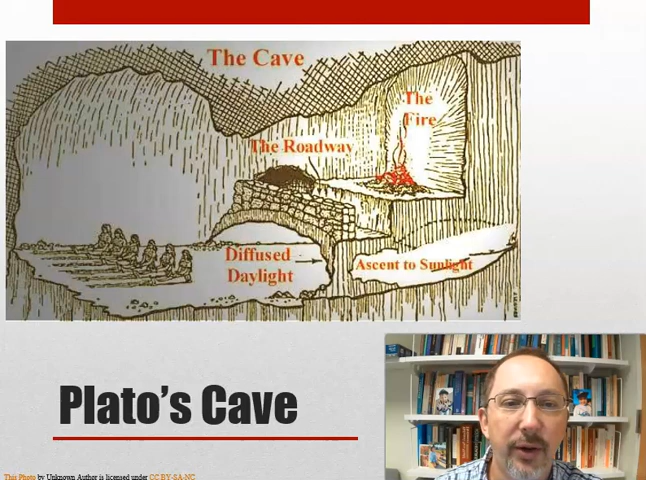 The Cave
The
Fire
The Roadway
Diffused
Daylight
Ascent to Sunlight
Plato's Cave
This Photo by Unknown Author is licensed under CC BY-SA-NC